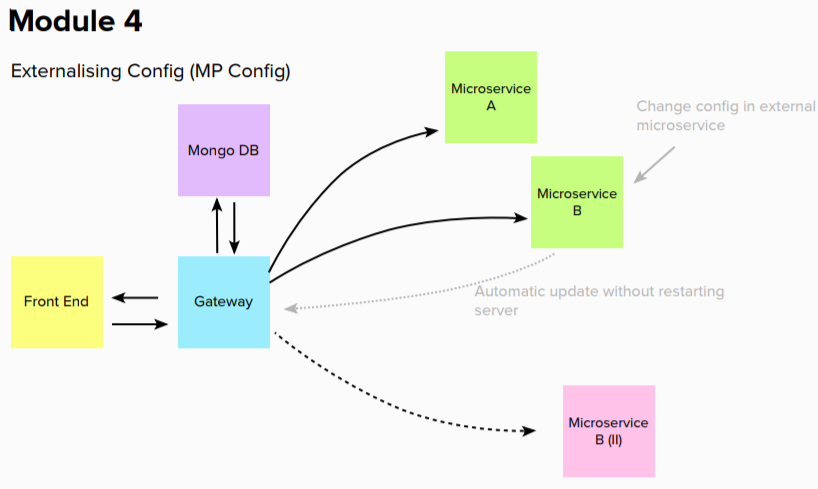 Module 4
Externalising Config (MP Config)
Microservice
A
Change config in external
microservice
Mongo DB
Microservice
B
Front End
Gateway
Automatic update without restarting
server
Microservice
B (II)